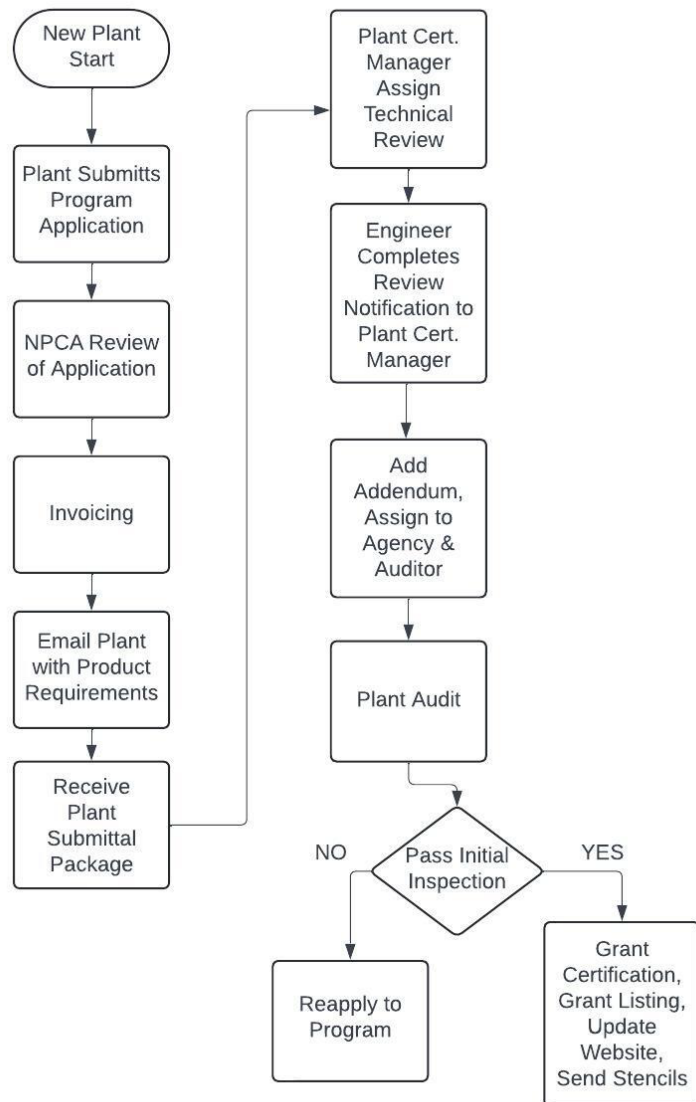 New Plant
Start
Plant Submitts
Program
Application
NPCA Review
of Application
Invoicing
Email Plant
with Product
Requirements
Receive
Plant
Submittal
Package
Plant Cert.
Manager
Assign
Technical
Review
Engineer
Completes
Review
Notification to
Plant Cert.
Manager
Add
Addendum,
Assign to
Agency &
Auditor
Plant Audit
Pass Initial
Inspection
NO
YES
Reapply to
Program
Grant
Certification,
Grant Listing,
Update
Website,
Send Stencils